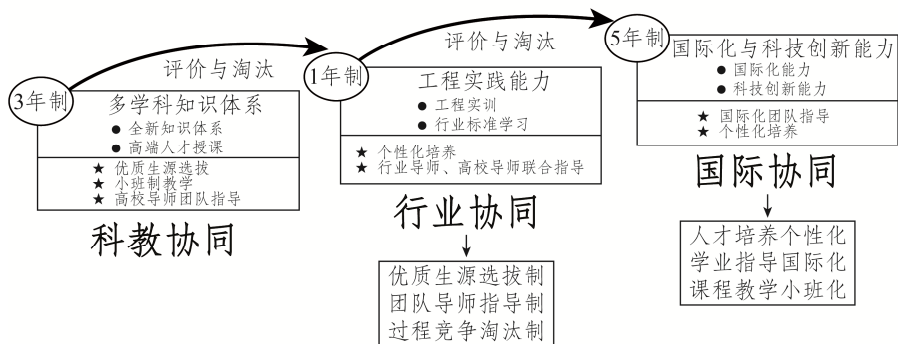 3年制
多学科知识体系
● 全新知识体系
● 高端人才授课
★ 优质生源选拔
★ 小班制教学
★ 高校导师团队指导
科教协同
评价与淘汰
1年制
工程实践能力
● 工程实训
● 行业标准学习
★ 个性化培养
★ 行业导师、高校导师联合指导
行业协同
优质生源选拔制
团队导师指导制
过程竞争淘汰制
评价与淘汰
5年制
国际化与科技创新能力
● 国际化能力
● 科技创新能力
★ 国际化团队指导
★ 个性化培养
国际协同
人才培养个性化
学业指导国际化
课程教学小班化